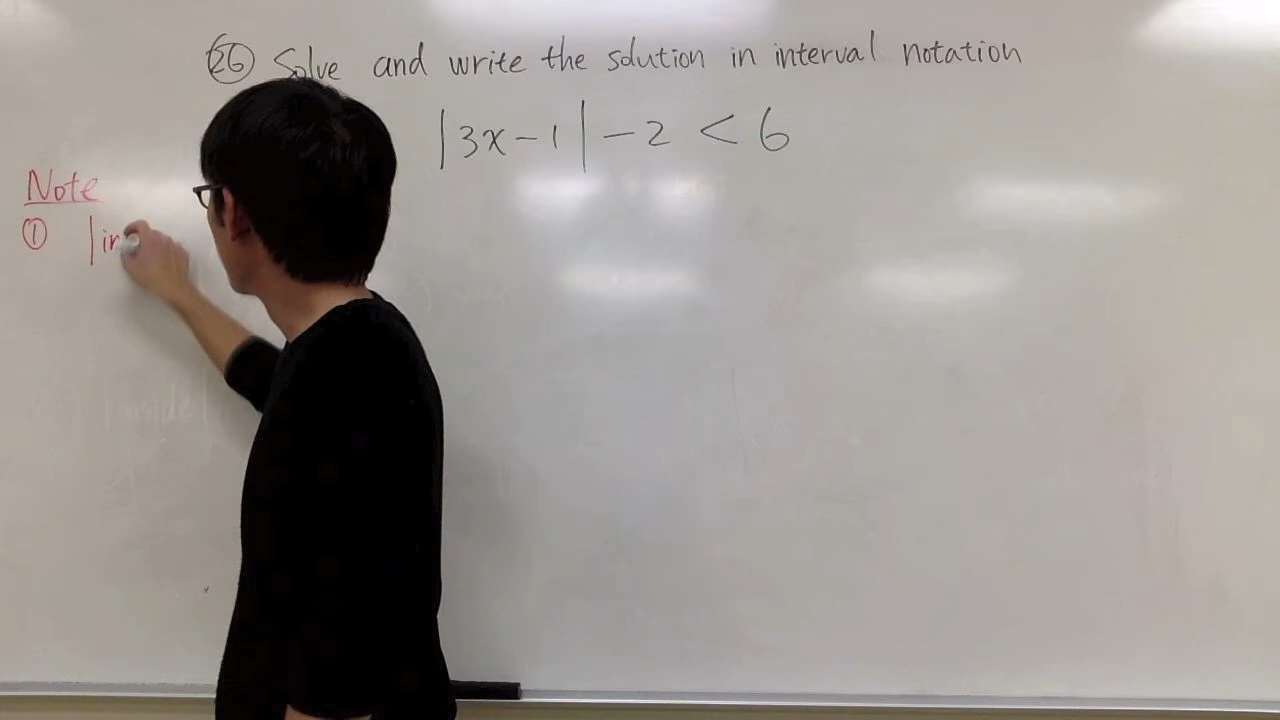 26 Solve and write the solution in interval notation
|3x-1| -2 < 6
Note
① |in